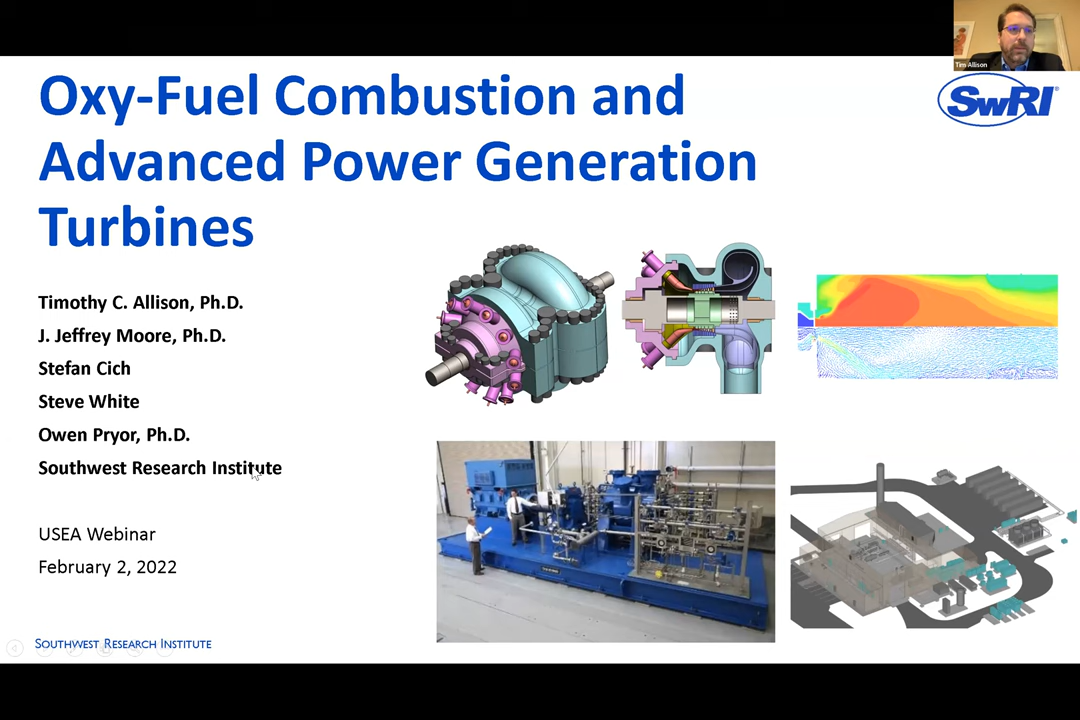 Tim Allison
SwRI®
Oxy-Fuel Combustion and
Advanced Power Generation
Turbines
Timothy C. Allison, Ph.D.
J. Jeffrey Moore, Ph.D.
Stefan Cich
Steve White
Owen Pryor, Ph.D.
Southwest Research Institute
USEA Webinar
February 2, 2022
SOUTHWEST RESEARCH INSTITUTE